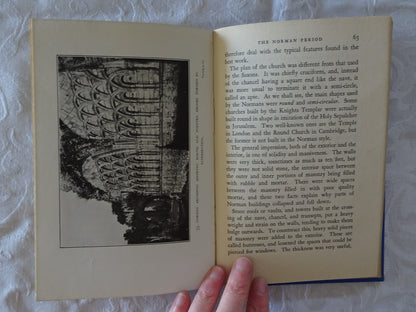 THE NORMAN PERIOD 65
therefore deal with the typical features found in the
best work.
The plan of the church was different from that used
by the Saxons. It was chiefly cruciform, and, instead
of the chancel having a square end like the nave, it
was more usual to terminate it with a semi-circle,
called an apse. As we shall see, the main shapes used
by the Normans were round and semi-circular. Some
churches built by the Knights Templar were actually
round in shape in imitation of the Holy Sepulchre
in Jerusalem. Two well-known ones are the Temple
in London and the Round Church in Cambridge, but
the former is not built in the Norman style.
The general impression, both of the exterior and the
interior, is one of solidity and massiveness. The walls
were very thick, sometimes as much as ten feet, but
they were not solid stone, the interior space between
the outer and inner portions of masonry being filled
with rubble and mortar. There were wide spaces
between the masonry filled in with poor quality
mortar, and these two facts explain why parts of
Norman buildings collapsed and fell down.
Stone roofs or vaults, and towers built at the crossing
of the nave, chancel, and transepts, put a heavy
weight and strain on the walls, tending to make them
bulge outwards. To counteract this heavy solid pieces
of masonry were added to the exterior. These are
called buttresses, and lessened the spaces that could be
pierced for windows. The thickness was very useful,